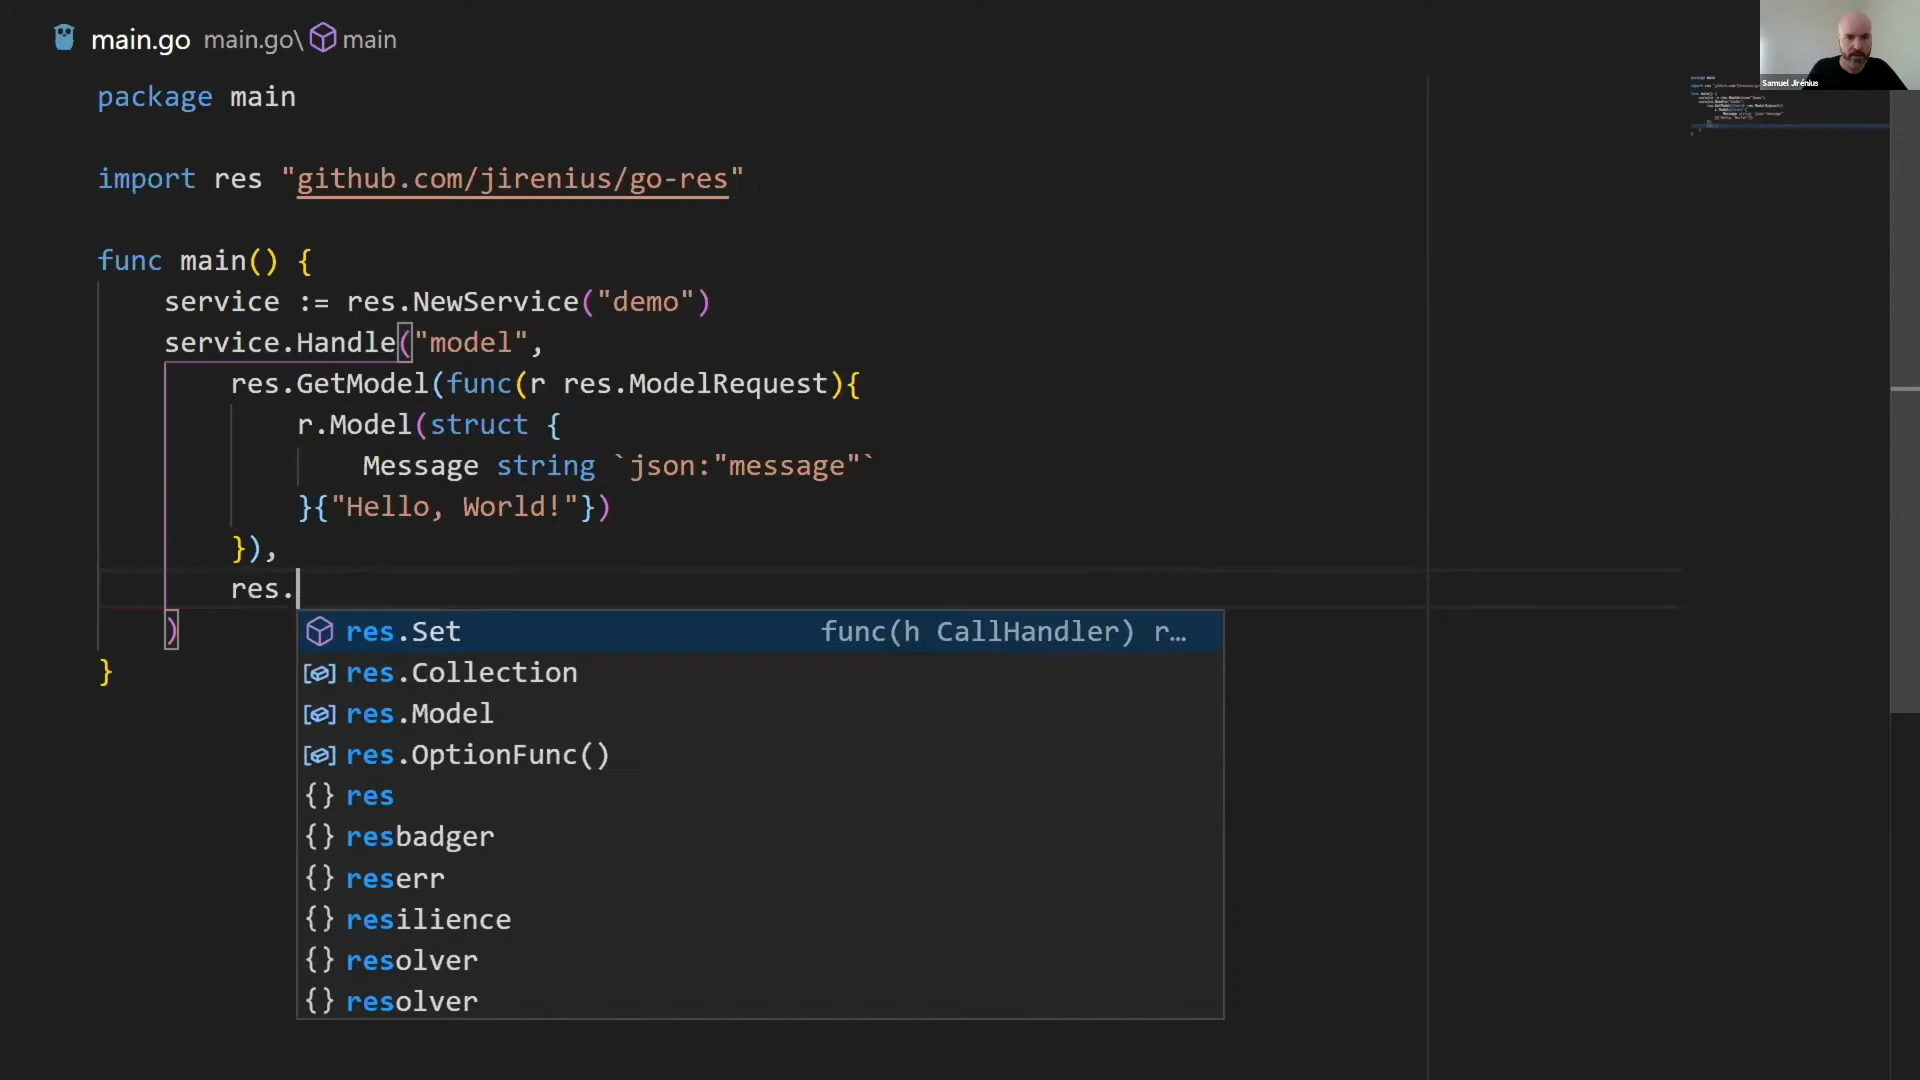 main.go main.go\ main
Samuel Jirénius
package main
import res "github.com/jirenius/go-res"
func main() {
service := res.NewService("demo")
service.Handle("model",
res.GetModel(func(r res.ModelRequest){
r.Model(struct {
Message string `json:"message"`
}{"Hello, World!"})
}),
res.
)
}
res.Set func(h CallHandler) r…
res.Collection
res.Model
res.OptionFunc()
{} res
{} resbadger
{} reserr
{} resilience
{} resolver
{} resolver